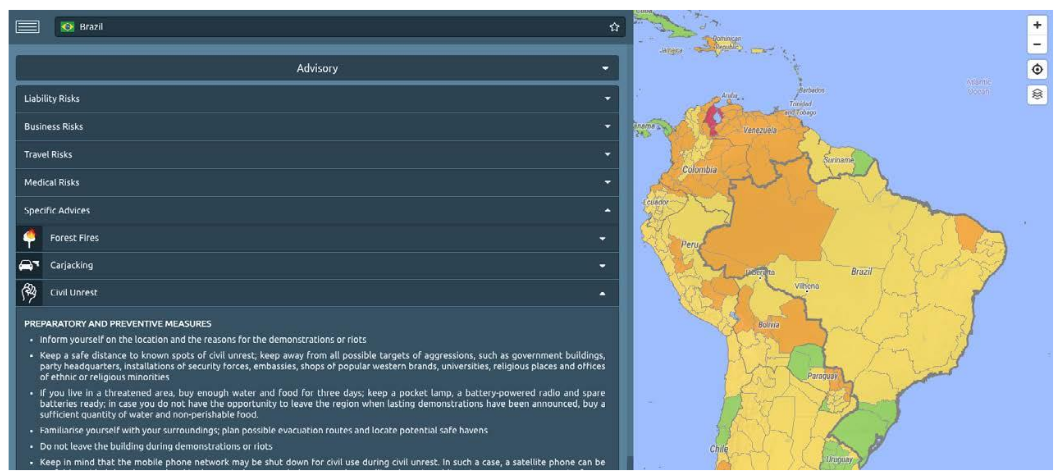 Brazil
Advisory
Liability Risks
Business Risks
Travel Risks
Medical Risks
Specific Advices
Forest Fires
Carjacking
Civil Unrest
PREPARATORY AND PREVENTIVE MEASURES
• Inform yourself on the location and the reasons for the demonstrations or riots
• Keep a safe distance to known spots of civil unrest; keep away from all possible targets of aggressions, such as government buildings,
party headquarters, installations of security forces, embassies, shops of popular western brands, universities, religious places and offices
of ethnic or religious minorities
• If you live in a threatened area, buy enough water and food for three days; keep a pocket lamp, a battery-powered radio and spare
batteries ready; in case you do not have the opportunity to leave the region when lasting demonstrations have been announced, buy a
sufficient quantity of water and non-perishable food.
• Familiarise yourself with your surroundings; plan possible evacuation routes and locate potential safe havens
• Do not leave the building during demonstrations or riots
• Keep in mind that the mobile phone network may be shut down for civil use during civil unrest. In such a case, a satellite phone can be
Cuba
Dominican
Republic
Jamaica
Barbados
Aruba
Trinidad
and Tobago
Atlantic
Ocean
Panama
Venezuela
Suriname
Colombia
Ecuador
Peru
Brazil
Vilhena
Bolivia
Paraguay
Chile
Uruguay
+
−